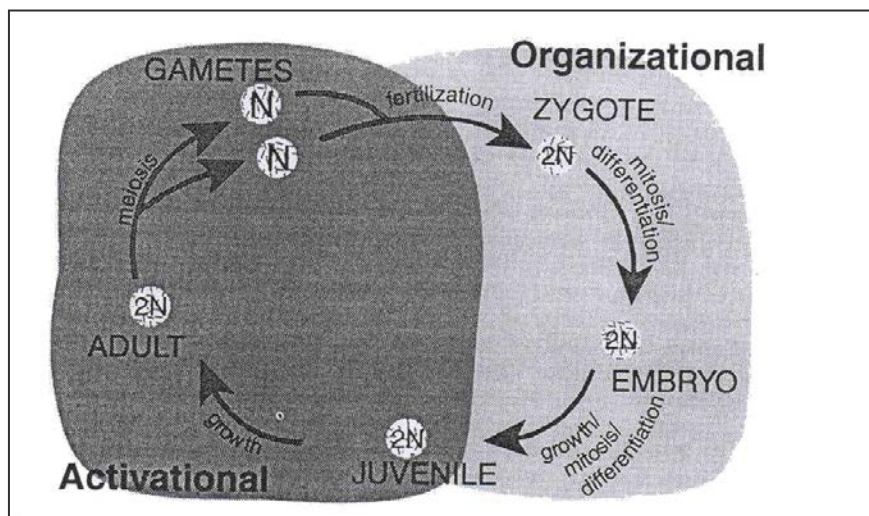 Organizational
GAMETES
N
N
fertilization
ZYGOTE
2N
mitosis/
differentiation
meiosis
2N
ADULT
2N
EMBRYO
growth/
mitosis/
differentiation
growth
2N
JUVENILE
Activational